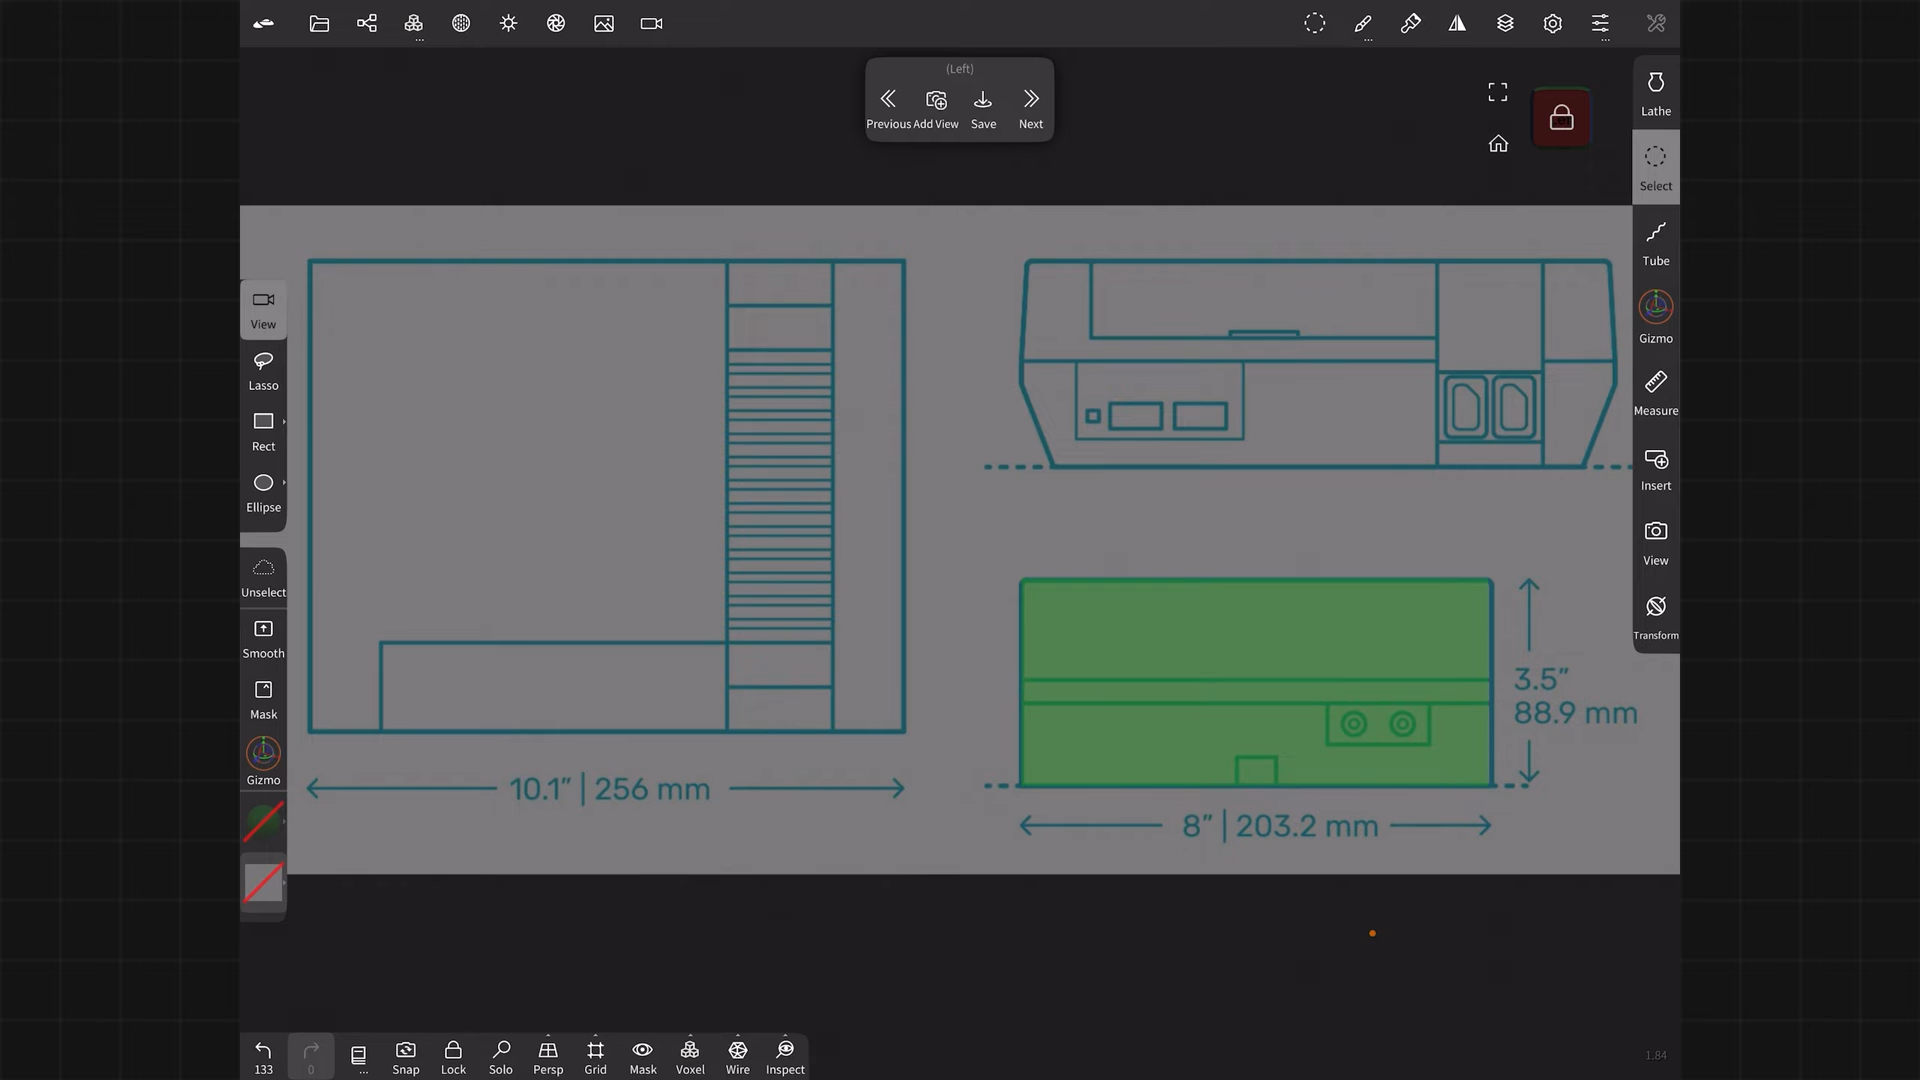 (Left)
Previous Add View Save Next
Lathe
Select
Tube
Gizmo
Measure
Insert
View
Transform
View
Lasso
Rect
Ellipse
Unselect
Smooth
Mask
Gizmo
3.5"
88.9 mm
10.1" | 256 mm
8" | 203.2 mm
133
0
...
Snap
Lock
Solo
Persp
Grid
Mask
Voxel
Wire
Inspect
1.84